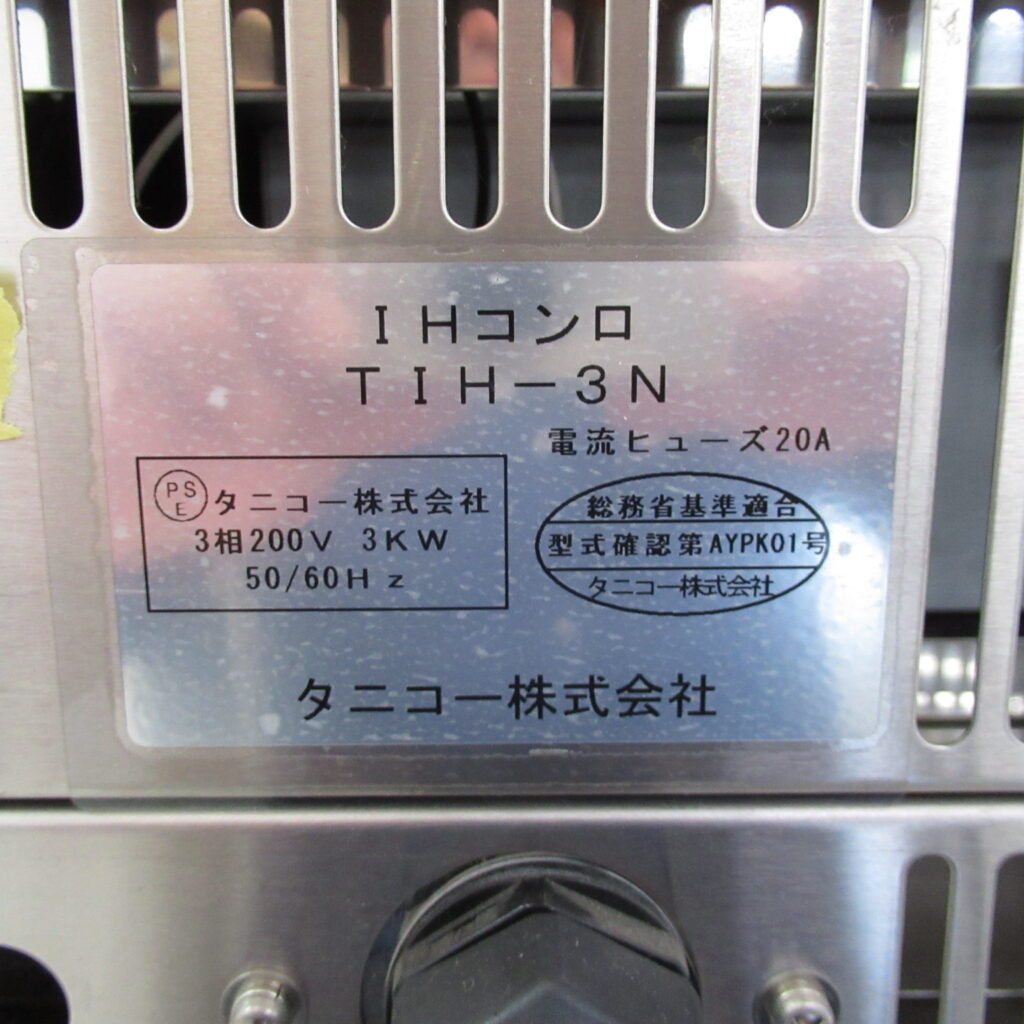 IHコンロ
TIH-3N
電流ヒューズ20A
PSE タニコー株式会社
3相200V 3KW
50/60Hz
総務省基準適合
型式確認第AYPK01号
タニコー株式会社
タニコー株式会社